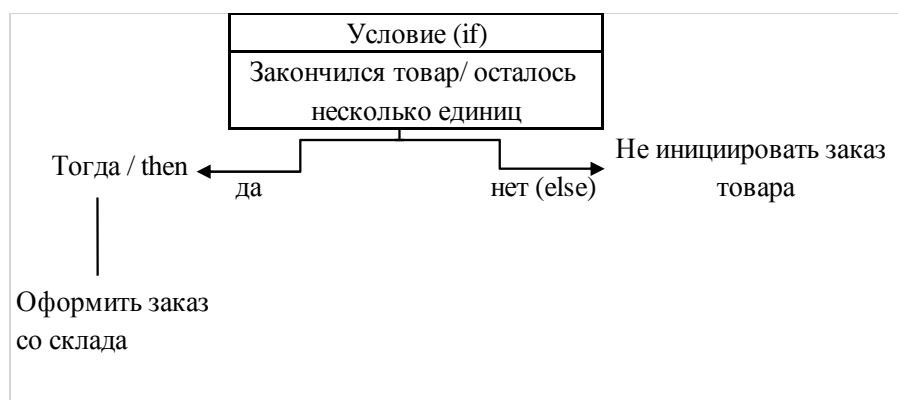 Условие (if)
Закончился товар/ осталось
несколько единиц
Тогда / then
да
нет (else)
Не инициировать заказ
товара
Оформить заказ
со склада